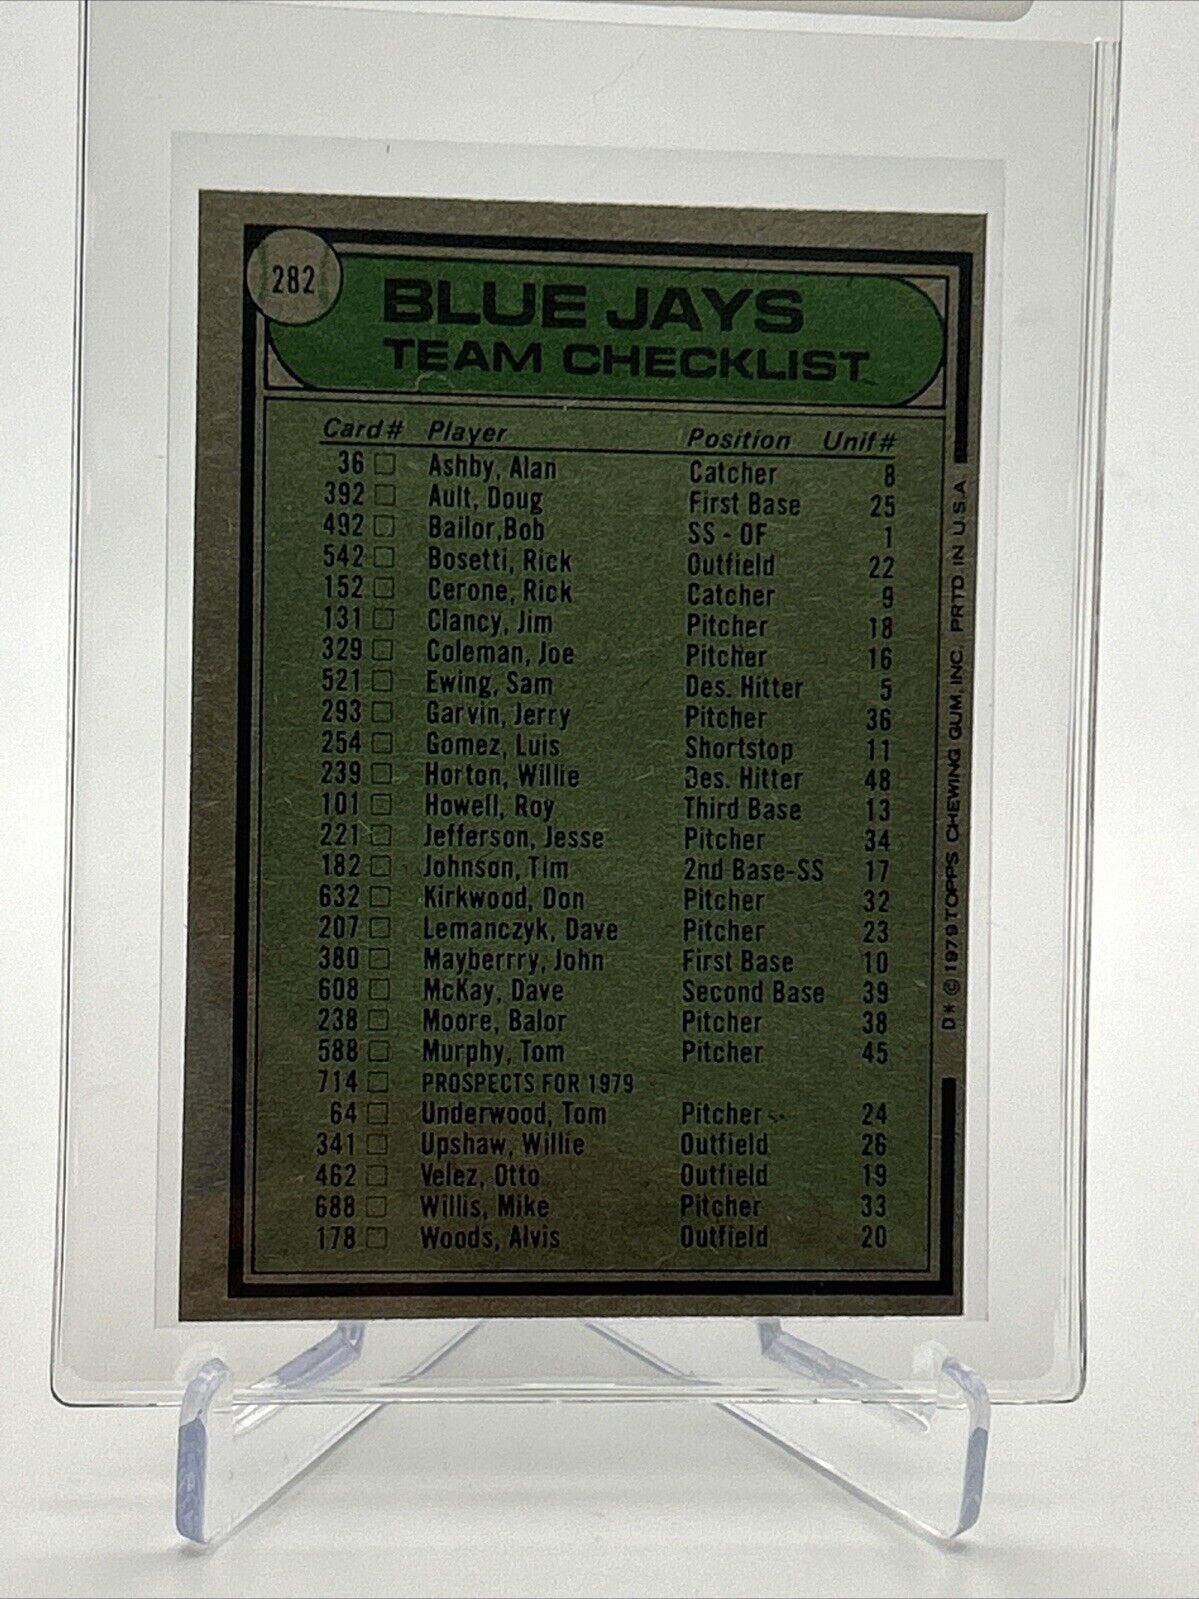 282
BLUE JAYS
TEAM CHECKLIST
Card # Player Position Unif #
36 Ashby, Alan Catcher 8
392 Ault, Doug First Base 25
492 Bailor,Bob SS - OF 1
542 Bosetti, Rick Outfield 22
152 Cerone, Rick Catcher 9
131 Clancy, Jim Pitcher 18
329 Coleman, Joe Pitcher 16
521 Ewing, Sam Des. Hitter 5
293 Garvin, Jerry Pitcher 36
254 Gomez, Luis Shortstop 11
239 Horton, Willie Des. Hitter 48
101 Howell, Roy Third Base 13
221 Jefferson, Jesse Pitcher 34
182 Johnson, Tim 2nd Base-SS 17
632 Kirkwood, Don Pitcher 32
207 Lemanczyk, Dave Pitcher 23
380 Mayberrry, John First Base 10
608 McKay, Dave Second Base 39
238 Moore, Balor Pitcher 38
588 Murphy, Tom Pitcher 45
714 PROSPECTS FOR 1979
64 Underwood, Tom Pitcher 24
341 Upshaw, Willie Outfield 26
462 Velez, Otto Outfield 19
688 Willis, Mike Pitcher 33
178 Woods, Alvis Outfield 20
D* © 1979 TOPPS CHEWING GUM, INC. PRTD IN U.S.A.